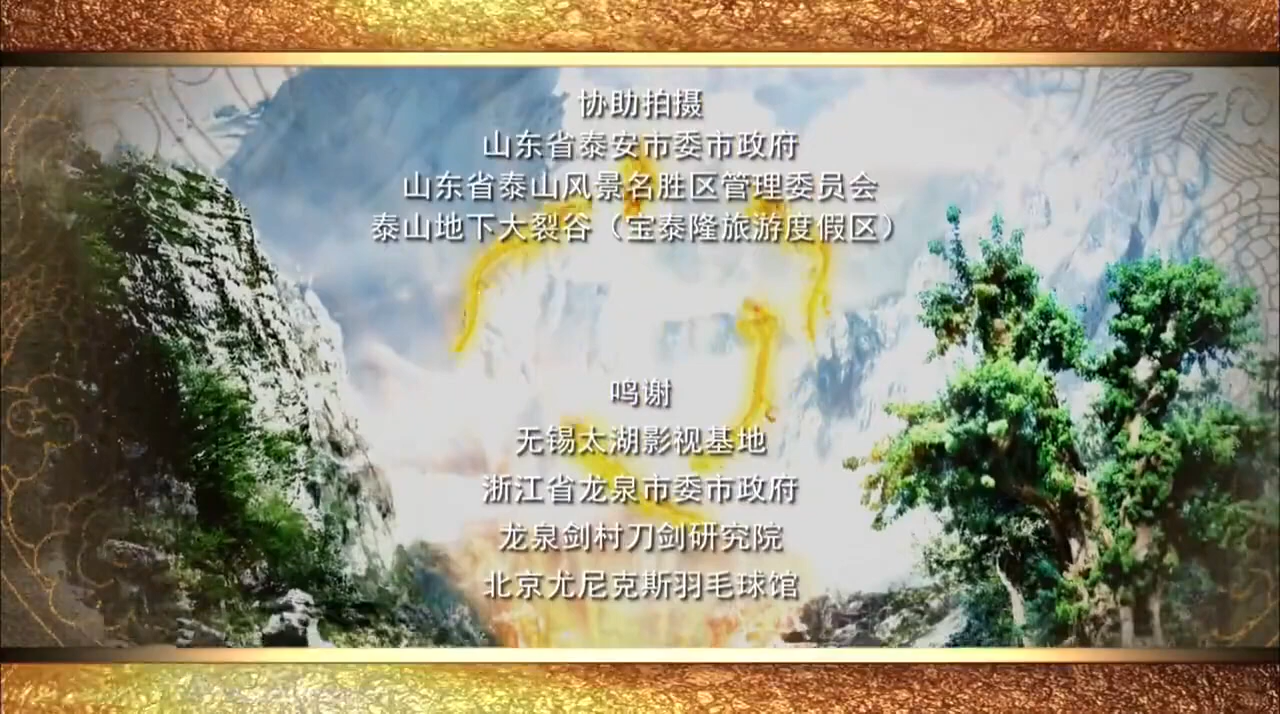 协助拍摄
山东省泰安市委市政府
山东省泰山风景名胜区管理委员会
泰山地下大裂谷（宝泰隆旅游度假区）
鸣谢
无锡太湖影视基地
浙江省龙泉市委市政府
龙泉剑村刀剑研究院
北京尤尼克斯羽毛球馆